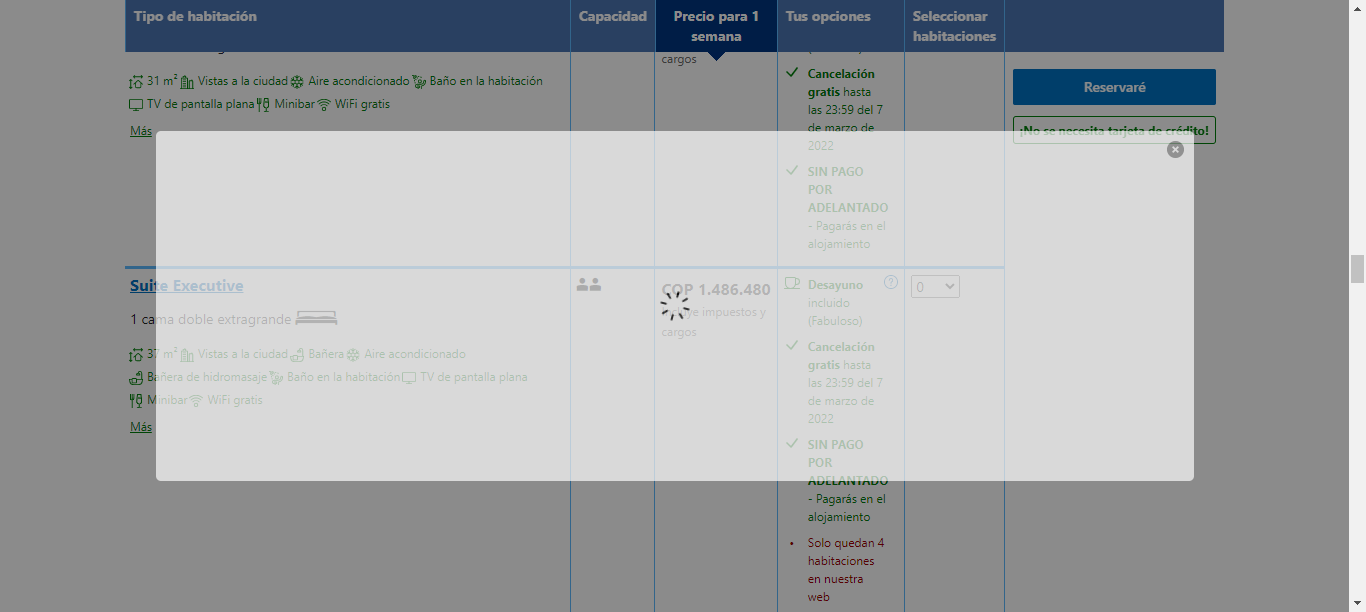 Tipo de habitación
Capacidad
Precio para 1
semana
Tus opciones
Seleccionar
habitaciones
cargos
31 m² Vistas a la ciudad Aire acondicionado Baño en la habitación
TV de pantalla plana Minibar WiFi gratis
Más
Cancelación
gratis hasta
las 23:59 del 7
de marzo de
2022
SIN PAGO
POR
ADELANTADO
- Pagarás en el
alojamiento
Reservaré
¡No se necesita tarjeta de crédito!
Suite Executive
1 cama doble extragrande
37 m² Vistas a la ciudad Bañera Aire acondicionado
Bañera de hidromasaje Baño en la habitación TV de pantalla plana
Minibar WiFi gratis
Más
COP 1.486.480
impuestos y
cargos
Desayuno
incluido
(Fabuloso)
Cancelación
gratis hasta
las 23:59 del 7
de marzo de
2022
SIN PAGO
POR
ADELANTADO
- Pagarás en el
alojamiento
• Solo quedan 4
habitaciones
en nuestra
web
0